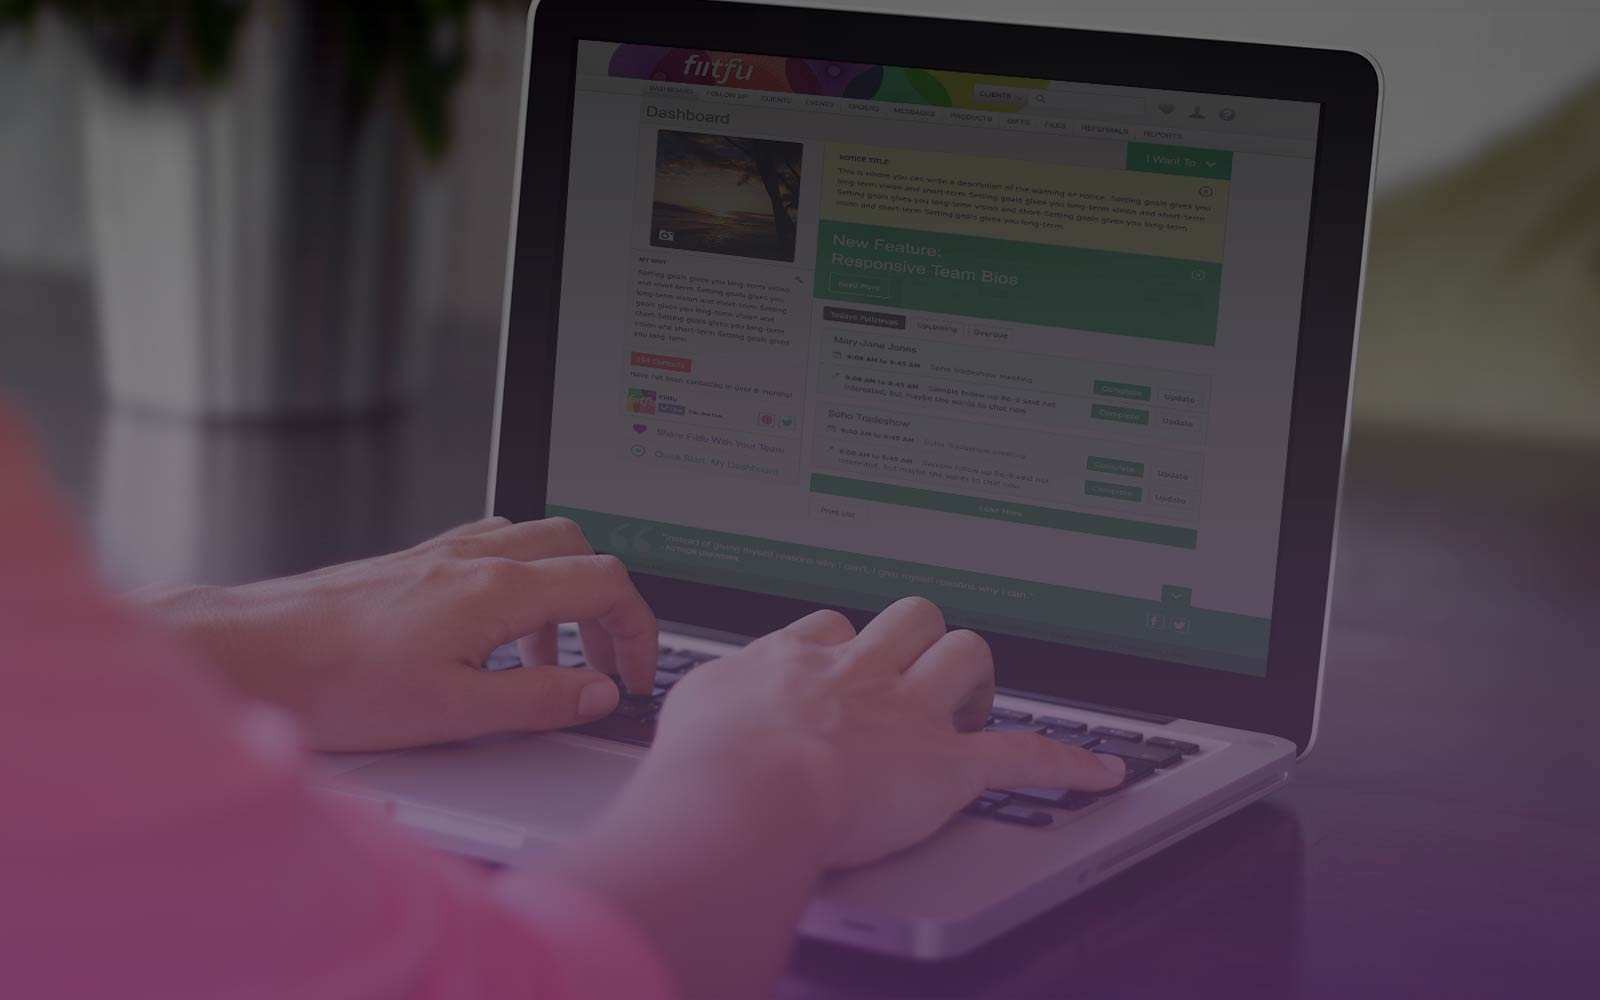 fiitfu
CLIENTS
DASHBOARD FOLLOW UP CLIENTS EVENTS ORDERS MESSAGES PRODUCTS GIFTS FILES REFERRALS REPORTS
Dashboard
I Want To
MY WHY
Setting goals gives you long-term vision
and short-term Setting goals gives you
long-term vision and short-term Setting
goals gives you long-term vision and
short-Setting goals gives you long-term
vision and short-term Setting goals gives
you long-term
164 Contacts
Have not been contacted in over 6 months!
fiitfu
Fiitfu
Share Fiitfu With Your Team
Quick Start: My Dashboard
NOTICE TITLE
This is where you can write a description of the warning or notice. Setting goals gives you
long-term vision and short-term Setting goals gives you long-term vision and short-term
Setting goals gives you long-term vision and short-Setting goals gives you long-term
vision and short-term Setting goals gives you long-term.
New Feature:
Responsive Team Bios
Read More
Todays Followups Upcoming Overdue
Mary-Jane Jones
9:00 AM to 9:45 AM Soho Tradeshow meeting
Complete Update
9:00 AM to 9:45 AM Sample follow up Re-9 said not
interested, but maybe she wants to chat now
Complete Update
Soho Tradeshow
9:00 AM to 9:45 AM Soho Tradeshow meeting
Complete Update
9:00 AM to 9:45 AM Sample follow up Re-9 said not
interested, but maybe she wants to chat now
Complete Update
Load More
Print List
"Instead of giving myself reasons why I can't, I give myself reasons why I can."
- AUTHOR UNKNOWN